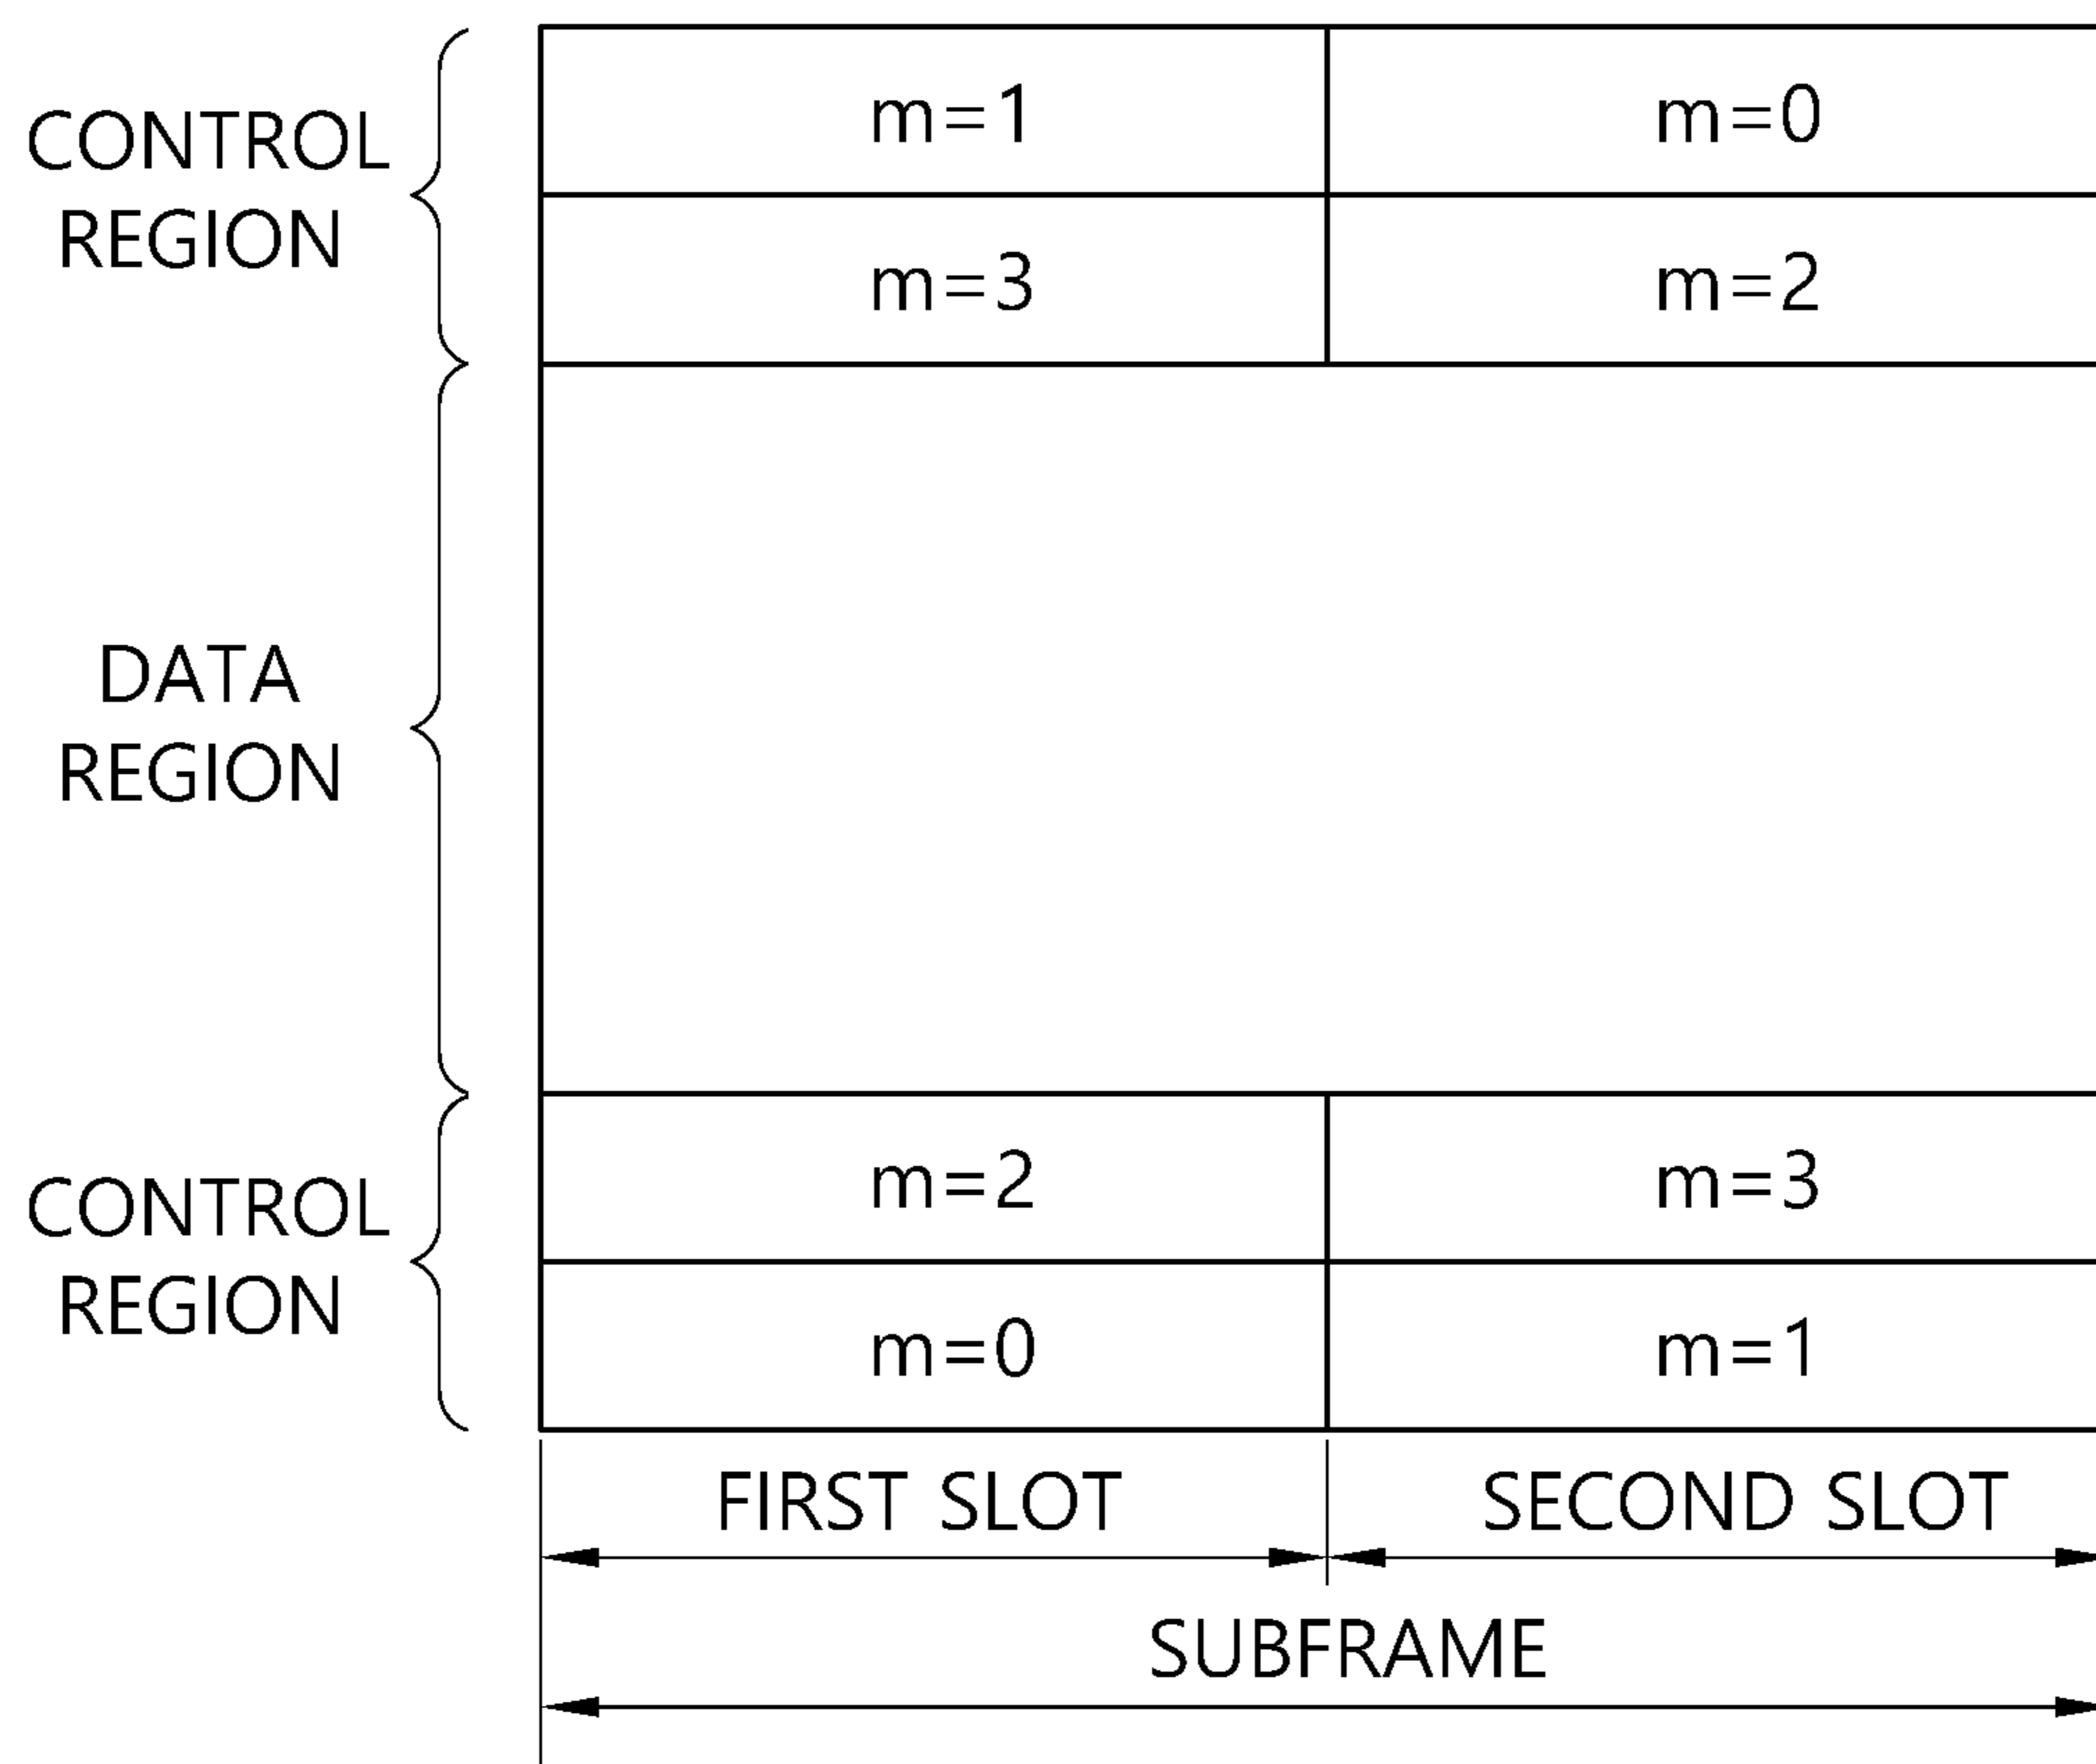 CONTROL
REGION
m=1 m=0
m=3 m=2
DATA
REGION
CONTROL
REGION
m=2 m=3
m=0 m=1
FIRST SLOT SECOND SLOT
SUBFRAME